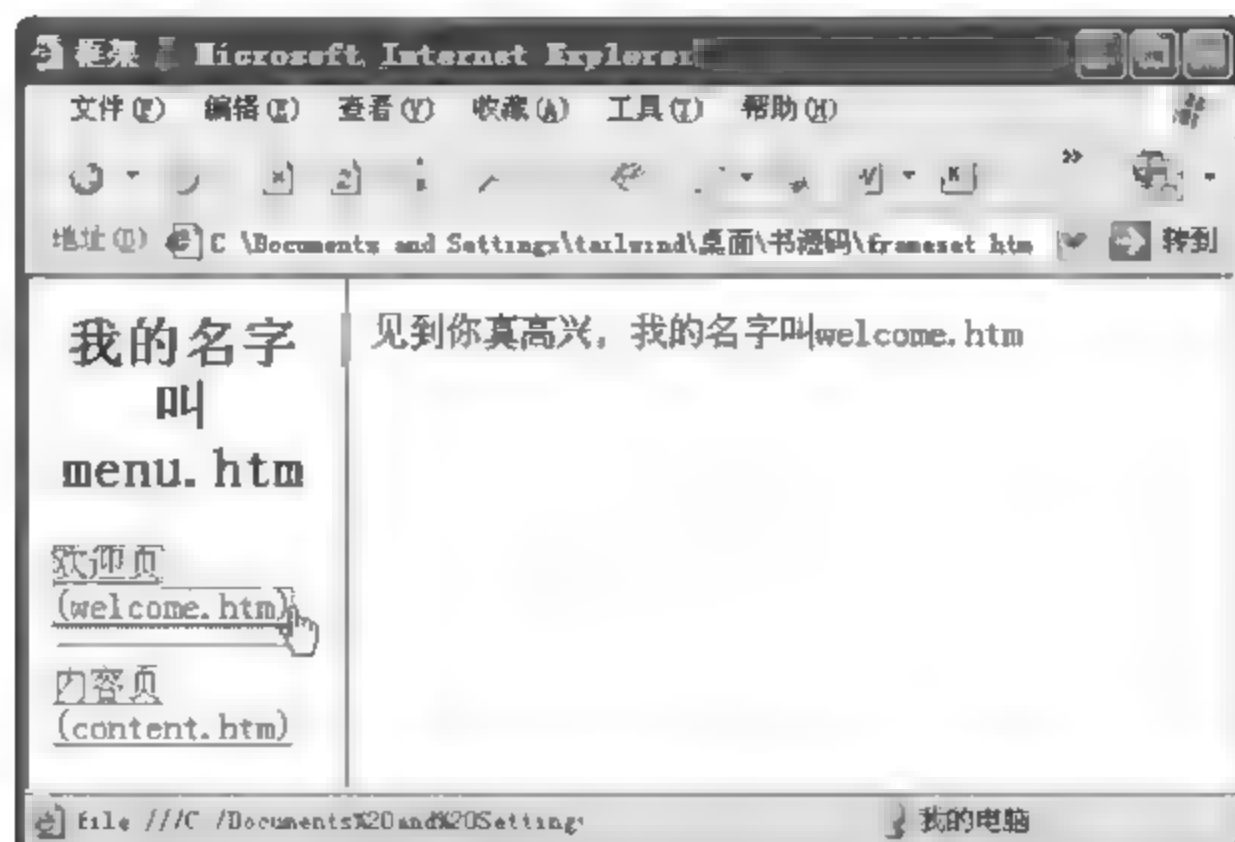 框架 Microsoft Internet Explorer
文件(F) 编辑(E) 查看(V) 收藏(A) 工具(T) 帮助(H)
地址(D) C \Documents and Settings\tailwind\桌面\书源码\frameset htm 转到
我的名字
叫
menu.htm
欢迎页
(welcome.htm)
内容页
(content.htm)
见到你真高兴，我的名字叫welcome.htm
file ///C /Documents%20and%20Setting 我的电脑